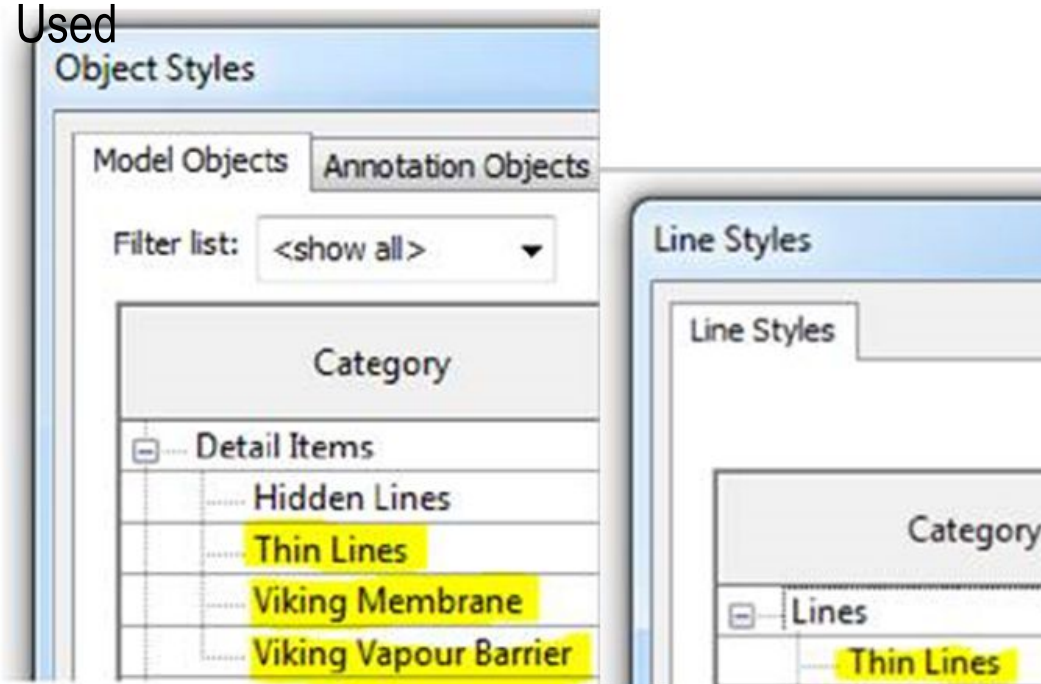 Used
Object Styles
Model Objects
Annotation Objects
Filter list:
<show all>
Category
Detail Items
Hidden Lines
Thin Lines
Viking Membrane
Viking Vapour Barrier
Line Styles
Line Styles
Category
Lines
Thin Lines